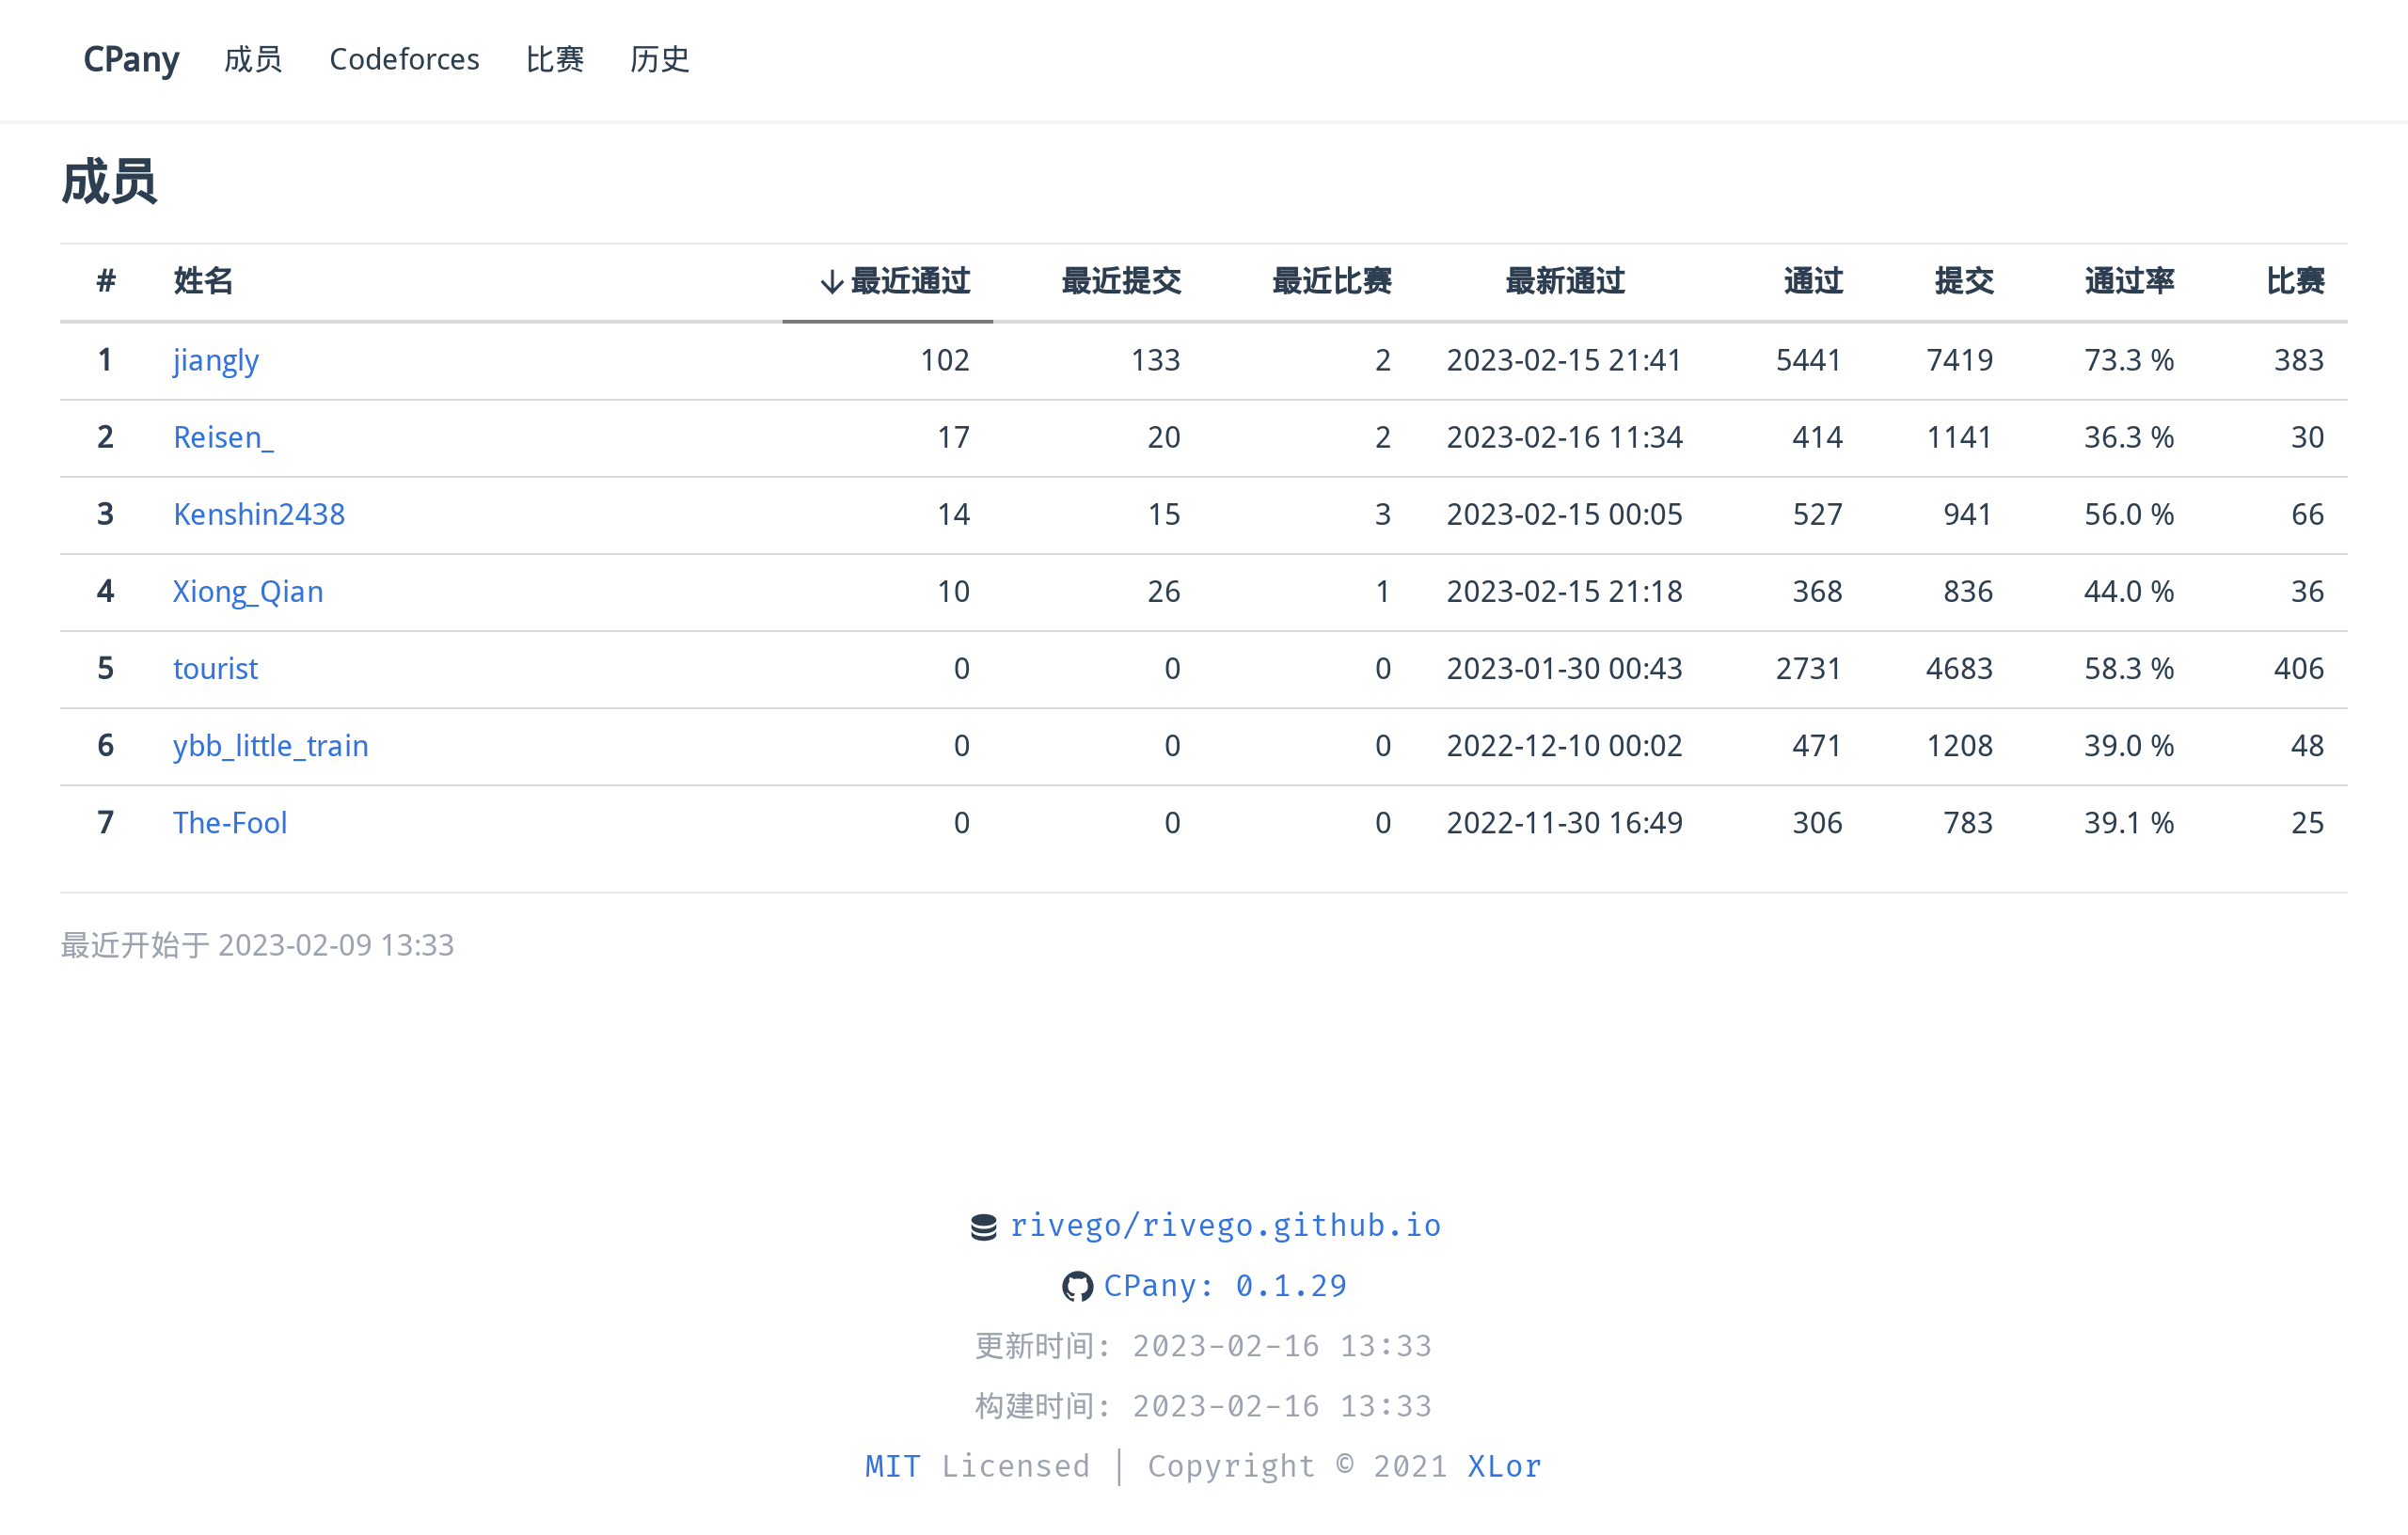 CPany 成员 Codeforces 比赛 历史
成员
# 姓名 ↓最近通过 最近提交 最近比赛 最新通过 通过 提交 通过率 比赛
1 jiangly 102 133 2 2023-02-15 21:41 5441 7419 73.3 % 383
2 Reisen_ 17 20 2 2023-02-16 11:34 414 1141 36.3 % 30
3 Kenshin2438 14 15 3 2023-02-15 00:05 527 941 56.0 % 66
4 Xiong_Qian 10 26 1 2023-02-15 21:18 368 836 44.0 % 36
5 tourist 0 0 0 2023-01-30 00:43 2731 4683 58.3 % 406
6 ybb_little_train 0 0 0 2022-12-10 00:02 471 1208 39.0 % 48
7 The-Fool 0 0 0 2022-11-30 16:49 306 783 39.1 % 25
最近开始于 2023-02-09 13:33
rivego/rivego.github.io
CPany: 0.1.29
更新时间: 2023-02-16 13:33
构建时间: 2023-02-16 13:33
MIT Licensed | Copyright © 2021 XLor